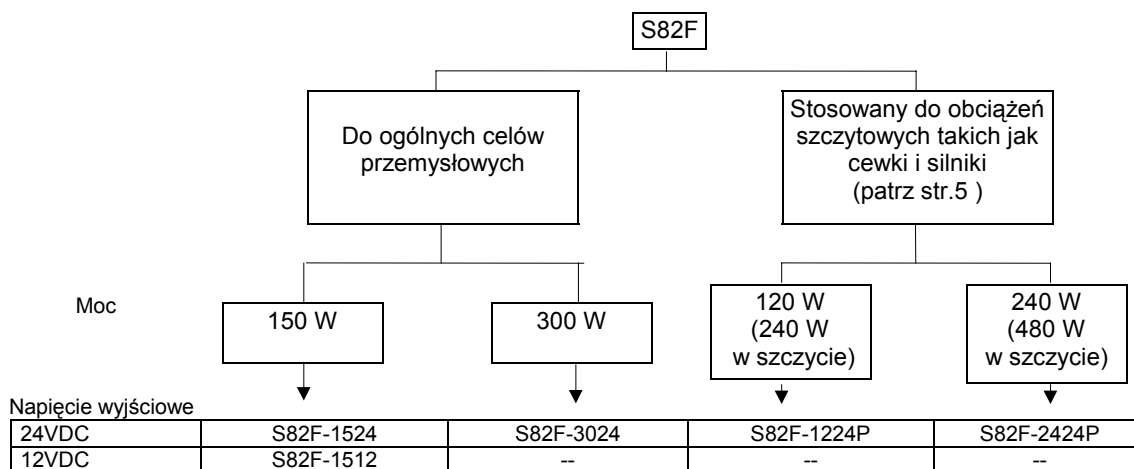 S82F
Do ogólnych celów
przemysłowych
Stosowany do obciążeń
szczytowych takich jak
cewki i silniki
(patrz str.5 )
Moc
150 W
300 W
120 W
(240 W
w szczycie)
240 W
(480 W
w szczycie)
Napięcie wyjściowe
24VDC S82F-1524 S82F-3024 S82F-1224P S82F-2424P
12VDC S82F-1512 -- -- --